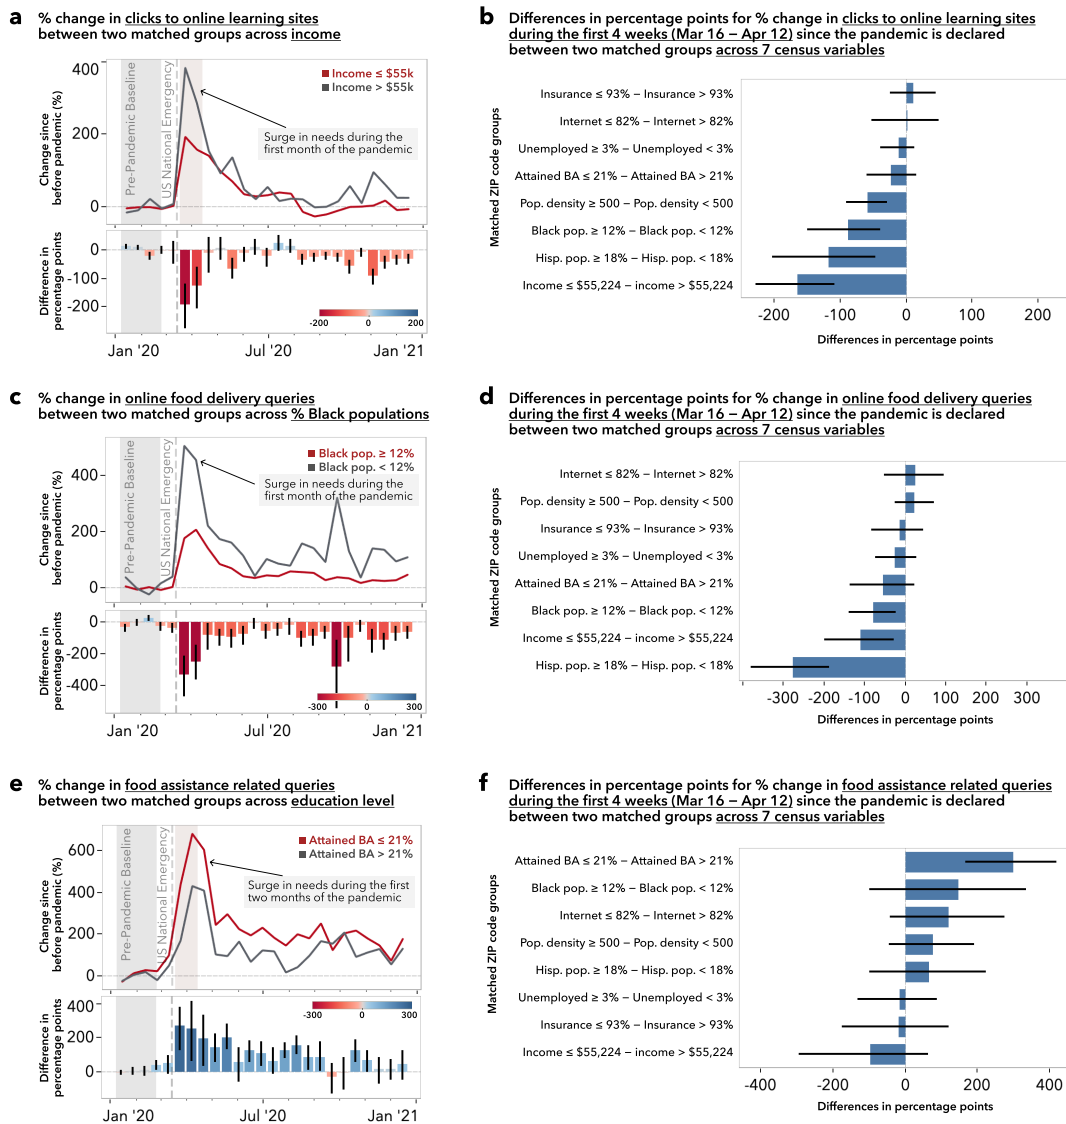 a
% change in clicks to online learning sites
between two matched groups across income
Change since
before pandemic (%)
400
200
0
Pre-Pandemic Baseline
US National Emergency
Income ≤ $55k
Income > $55k
Surge in needs during the
first month of the pandemic
Difference in
percentage points
0
-100
-200
-200 0 200
Jan '20 Jul '20 Jan '21
b
Differences in percentage points for % change in clicks to online learning sites
during the first 4 weeks (Mar 16 – Apr 12) since the pandemic is declared
between two matched groups across 7 census variables
Matched ZIP code groups
Insurance ≤ 93% – Insurance > 93%
Internet ≤ 82% – Internet > 82%
Unemployed ≥ 3% – Unemployed < 3%
Attained BA ≤ 21% – Attained BA > 21%
Pop. density ≥ 500 – Pop. density < 500
Black pop. ≥ 12% – Black pop. < 12%
Hisp. pop. ≥ 18% – Hisp. pop. < 18%
Income ≤ $55,224 – income > $55,224
-200 -100 0 100 200
Differences in percentage points
c
% change in online food delivery queries
between two matched groups across % Black populations
Change since
before pandemic (%)
400
200
0
Pre-Pandemic Baseline
US National Emergency
Black pop. ≥ 12%
Black pop. < 12%
Surge in needs during the
first month of the pandemic
Difference in
percentage points
0
-200
-400
-300 0 300
Jan '20 Jul '20 Jan '21
d
Differences in percentage points for % change in online food delivery queries
during the first 4 weeks (Mar 16 – Apr 12) since the pandemic is declared
between two matched groups across 7 census variables
Matched ZIP code groups
Internet ≤ 82% – Internet > 82%
Pop. density ≥ 500 – Pop. density < 500
Insurance ≤ 93% – Insurance > 93%
Unemployed ≥ 3% – Unemployed < 3%
Attained BA ≤ 21% – Attained BA > 21%
Black pop. ≥ 12% – Black pop. < 12%
Income ≤ $55,224 – income > $55,224
Hisp. pop. ≥ 18% – Hisp. pop. < 18%
-300 -200 -100 0 100 200 300
Differences in percentage points
e
% change in food assistance related queries
between two matched groups across education level
Change since
before pandemic (%)
600
400
200
0
Pre-Pandemic Baseline
US National Emergency
Attained BA ≤ 21%
Attained BA > 21%
Surge in needs during the first
two months of the pandemic
Difference in
percentage points
400
200
0
-300 0 300
Jan '20 Jul '20 Jan '21
f
Differences in percentage points for % change in food assistance related queries
during the first 4 weeks (Mar 16 – Apr 12) since the pandemic is declared
between two matched groups across 7 census variables
Matched ZIP code groups
Attained BA ≤ 21% – Attained BA > 21%
Black pop. ≥ 12% – Black pop. < 12%
Internet ≤ 82% – Internet > 82%
Pop. density ≥ 500 – Pop. density < 500
Hisp. pop. ≥ 18% – Hisp. pop. < 18%
Unemployed ≥ 3% – Unemployed < 3%
Insurance ≤ 93% – Insurance > 93%
Income ≤ $55,224 – income > $55,224
-400 -200 0 200 400
Differences in percentage points